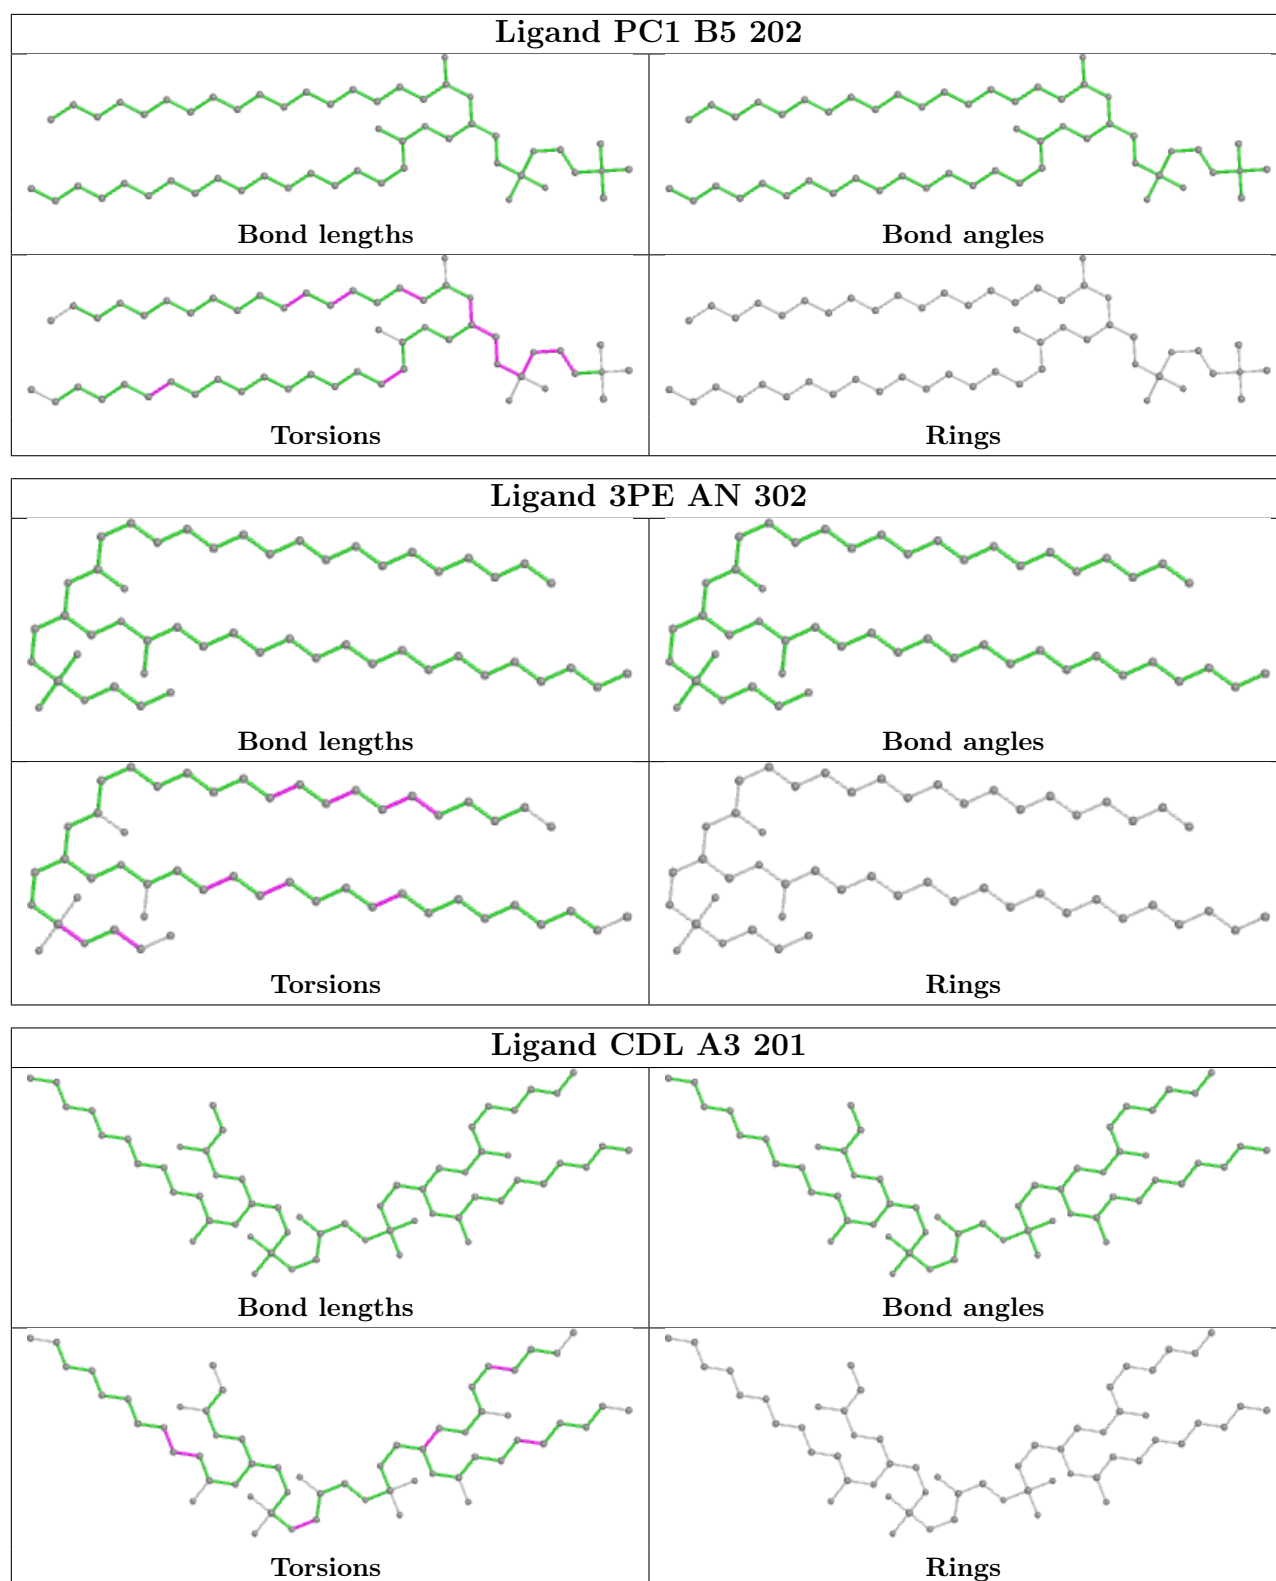 Ligand PC1 B5 202
Bond lengths
Bond angles
Torsions
Rings
Ligand 3PE AN 302
Bond lengths
Bond angles
Torsions
Rings
Ligand CDL A3 201
Bond lengths
Bond angles
Torsions
Rings